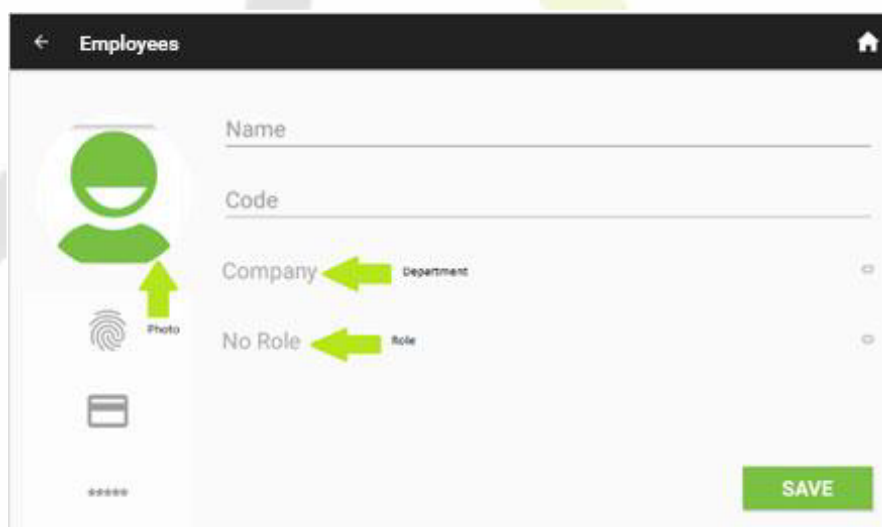 Employees
Name
Code
Company Department
Photo
No Role Role
*****
SAVE